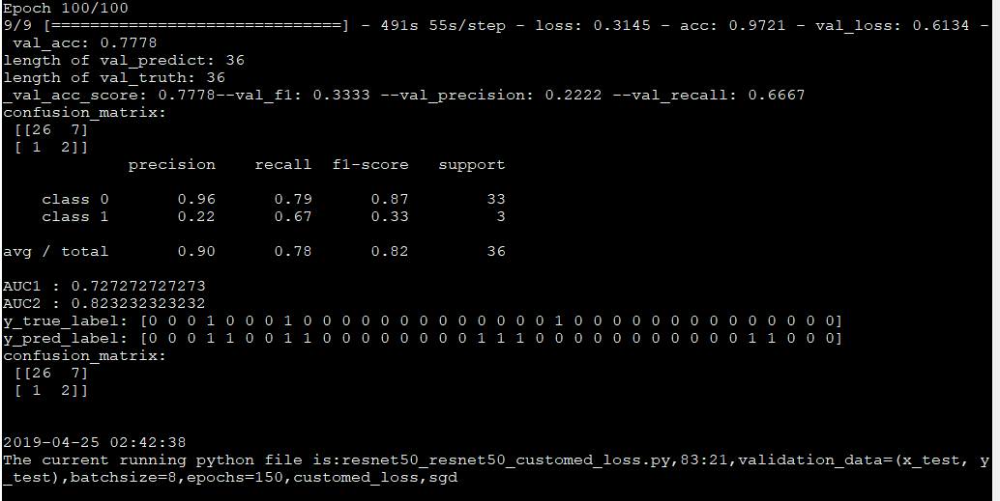 Epoch 100/100
9/9 [==============================] - 491s 55s/step - loss: 0.3145 - acc: 0.9721 - val_loss: 0.6134 -
 val_acc: 0.7778
length of val_predict: 36
length of val_truth: 36
_val_acc_score: 0.7778--val_f1: 0.3333 --val_precision: 0.2222 --val_recall: 0.6667
confusion_matrix:
 [[26  7]
 [ 1  2]]
             precision    recall  f1-score   support

    class 0       0.96      0.79      0.87        33
    class 1       0.22      0.67      0.33         3

avg / total       0.90      0.78      0.82        36

AUC1 : 0.727272727273
AUC2 : 0.823232323232
y_true_label: [0 0 0 1 0 0 0 1 0 0 0 0 0 0 0 0 0 0 0 0 0 1 0 0 0 0 0 0 0 0 0 0 0 0 0 0]
y_pred_label: [0 0 0 1 1 0 0 1 1 0 0 0 0 0 0 0 0 1 1 1 0 0 0 0 0 0 0 0 0 0 0 1 1 0 0 0]
confusion_matrix:
 [[26  7]
 [ 1  2]]

2019-04-25 02:42:38
The current running python file is:resnet50_resnet50_customed_loss.py,83:21,validation_data=(x_test, y
_test),batchsize=8,epochs=150,customed_loss,sgd